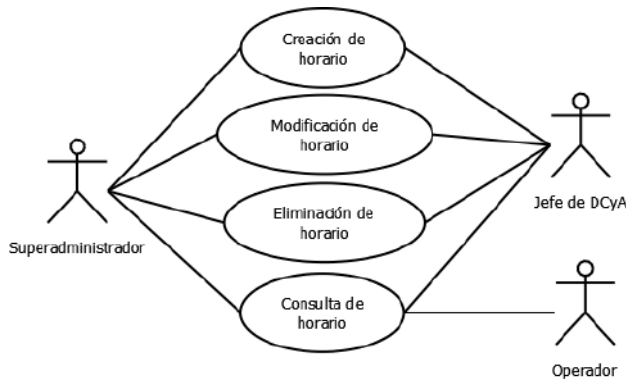 Creación de
horario
Modificación de
horario
Jefe de DCyA
Eliminación de
horario
Superadministrador
Consulta de
horario
Operador